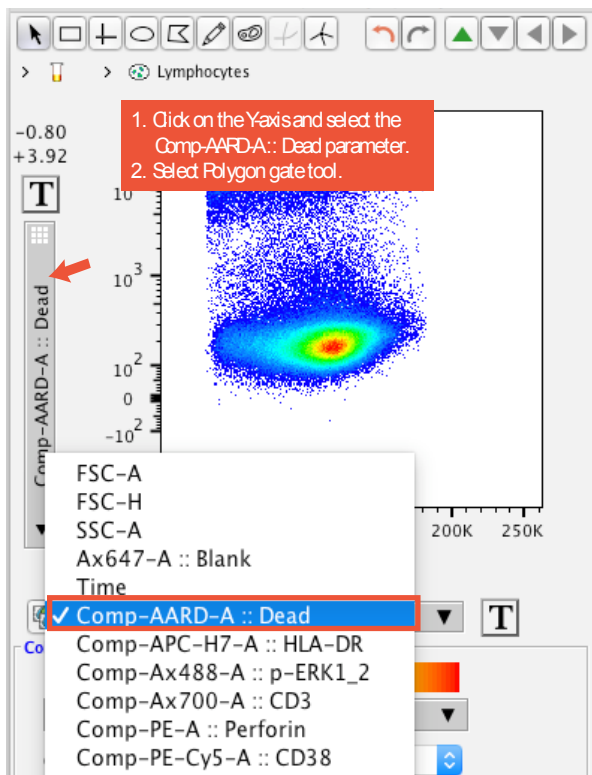 > > Lymphocytes
1. Click on the Y-axis and select the
Comp-AARD-A :: Dead parameter.
2. Select Polygon gate tool.
-0.80
+3.92
T
Comp-AARD-A :: Dead
10
10^3
10^2
0
-10^2
200K 250K
FSC-A
FSC-H
SSC-A
Ax647-A :: Blank
Time
✓ Comp-AARD-A :: Dead
T
Comp-APC-H7-A :: HLA-DR
Comp-Ax488-A :: p-ERK1_2
Comp-Ax700-A :: CD3
Comp-PE-A :: Perforin
Comp-PE-Cy5-A :: CD38
Co